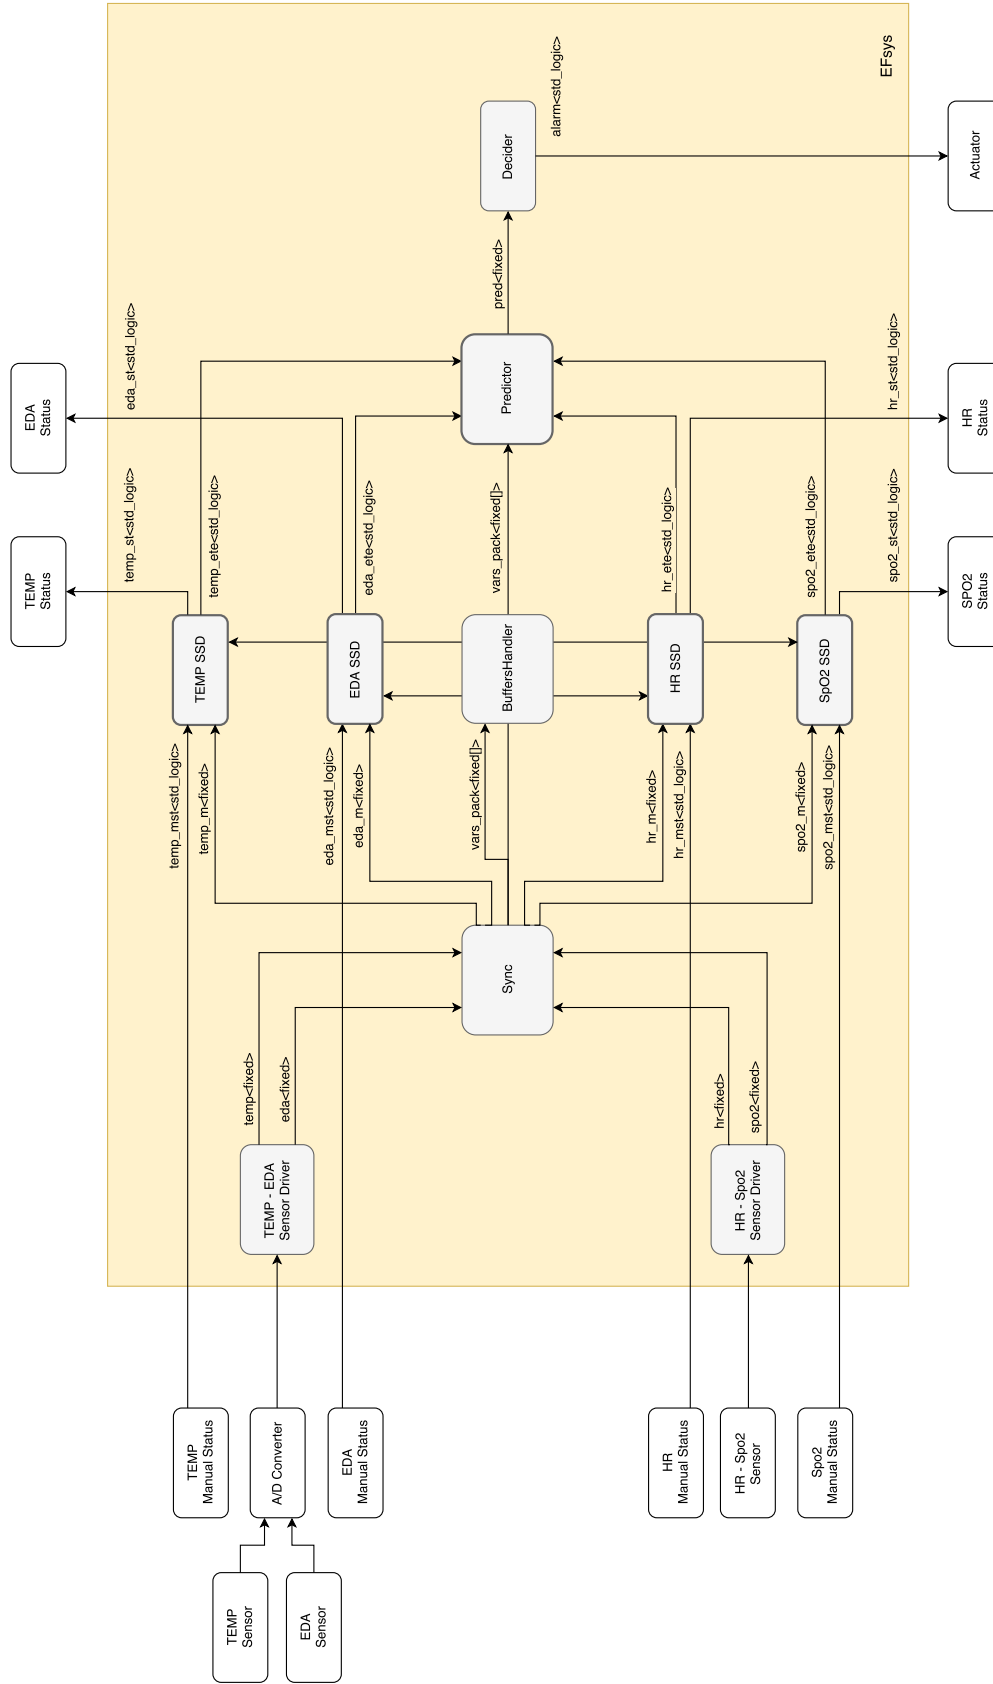 TEMP
Sensor
EDA
Sensor
TEMP
Manual Status
A/D Converter
EDA
Manual Status
HR
Manual Status
HR - Spo2
Sensor
Spo2
Manual Status
TEMP - EDA
Sensor Driver
HR - Spo2
Sensor Driver
temp<fixed>
eda<fixed>
hr<fixed>
spo2<fixed>
Sync
temp_mst<std_logic>
temp_m<fixed>
eda_mst<std_logic>
eda_m<fixed>
vars_pack<fixed[]>
hr_m<fixed>
hr_mst<std_logic>
spo2_m<fixed>
spo2_mst<std_logic>
TEMP SSD
EDA SSD
BuffersHandler
HR SSD
SpO2 SSD
TEMP
Status
temp_st<std_logic>
temp_ete<std_logic>
eda_ete<std_logic>
vars_pack<fixed[]>
hr_ete<std_logic>
spo2_ete<std_logic>
spo2_st<std_logic>
SPO2
Status
EDA
Status
eda_st<std_logic>
Predictor
hr_st<std_logic>
HR
Status
pred<fixed>
Decider
alarm<std_logic>
Actuator
EFsys